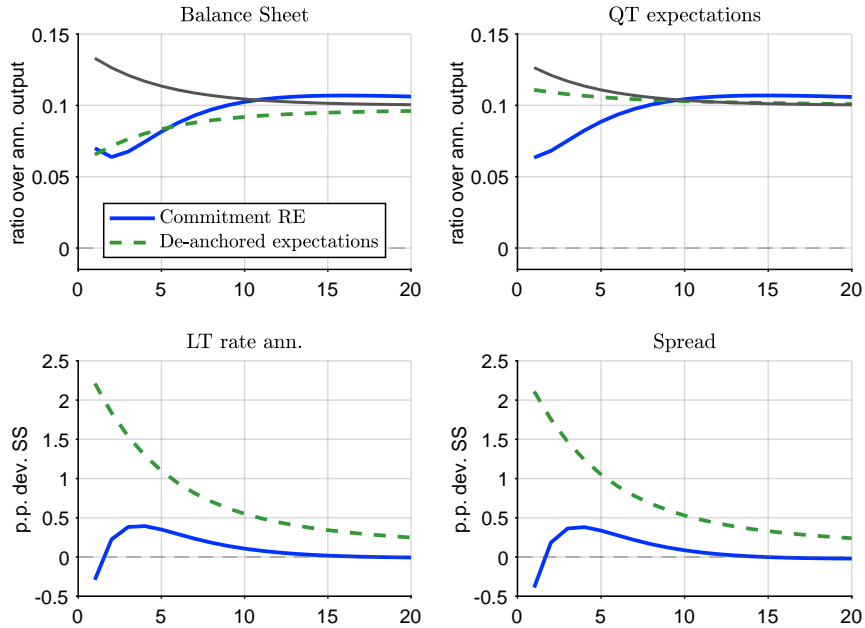 Balance Sheet
ratio over ann. output
0.15
0.1
0.05
0
0 5 10 15 20
Commitment RE
De-anchored expectations
QT expectations
ratio over ann. output
0.15
0.1
0.05
0
0 5 10 15 20
LT rate ann.
p.p. dev. SS
2.5
2
1.5
1
0.5
0
-0.5
0 5 10 15 20
Spread
p.p. dev. SS
2.5
2
1.5
1
0.5
0
-0.5
0 5 10 15 20